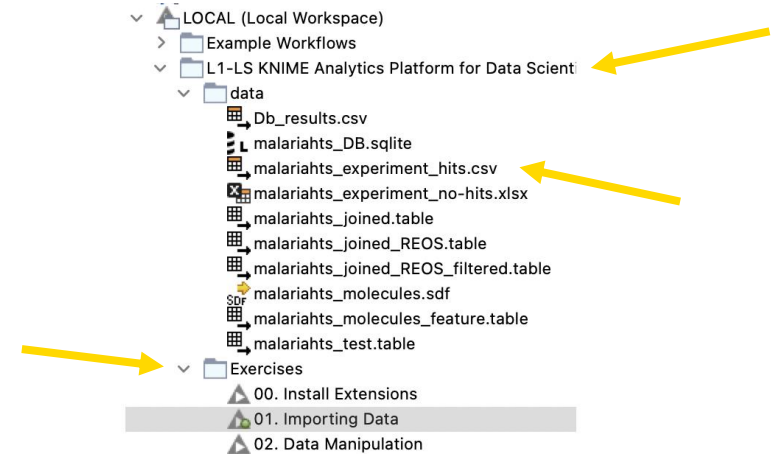 LOCAL (Local Workspace)
Example Workflows
L1-LS KNIME Analytics Platform for Data Scienti
data
Db_results.csv
L malariahts_DB.sqlite
malariahts_experiment_hits.csv
X malariahts_experiment_no-hits.xlsx
malariahts_joined.table
malariahts_joined_REOS.table
malariahts_joined_REOS_filtered.table
SDF malariahts_molecules.sdf
malariahts_molecules_feature.table
malariahts_test.table
Exercises
00. Install Extensions
01. Importing Data
02. Data Manipulation